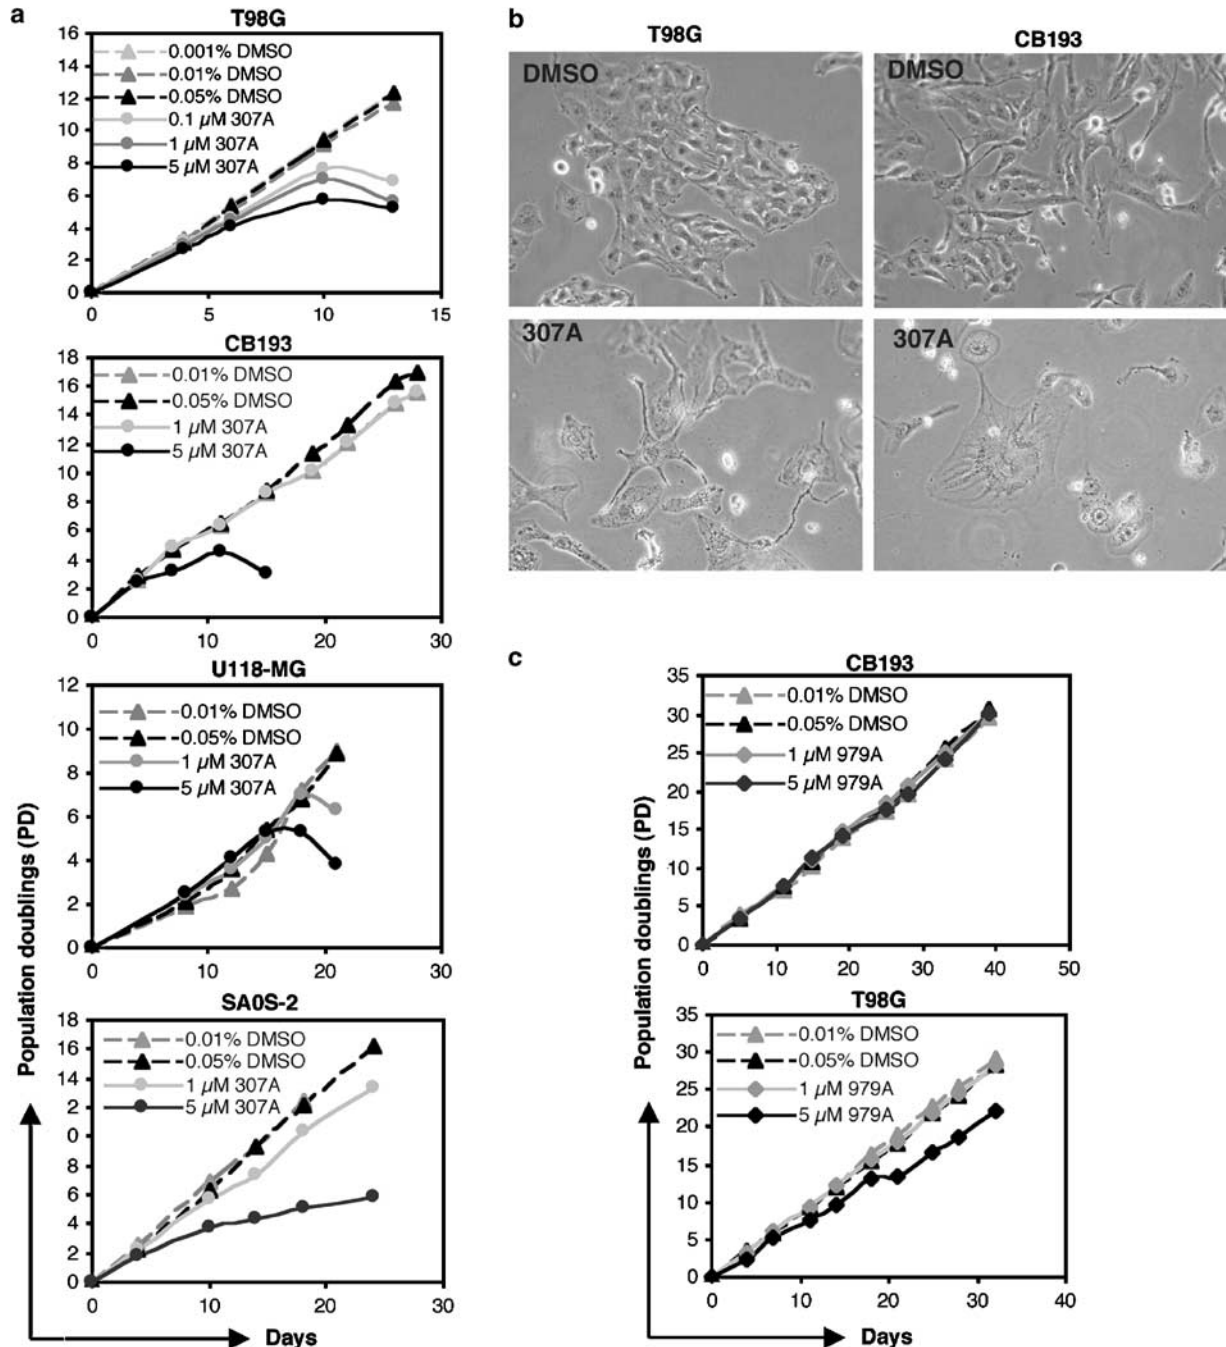 a
T98G
16
14
12
10
8
6
4
2
0
0.001% DMSO
0.01% DMSO
0.05% DMSO
0.1 µM 307A
1 µM 307A
5 µM 307A
0 5 10 15
CB193
18
16
14
12
10
8
6
4
2
0
0.01% DMSO
0.05% DMSO
1 µM 307A
5 µM 307A
0 10 20 30
U118-MG
12
10
8
6
4
2
0
0.01% DMSO
0.05% DMSO
1 µM 307A
5 µM 307A
0 10 20 30
SA0S-2
18
16
14
2
0
8
6
4
2
0
0.01% DMSO
0.05% DMSO
1 µM 307A
5 µM 307A
0 10 20 30
Population doublings (PD)
Days
b
T98G
CB193
DMSO
DMSO
307A
307A
c
CB193
35
30
25
20
15
10
5
0
0.01% DMSO
0.05% DMSO
1 µM 979A
5 µM 979A
0 10 20 30 40 50
T98G
35
30
25
20
15
10
5
0
0.01% DMSO
0.05% DMSO
1 µM 979A
5 µM 979A
0 10 20 30 40
Population doublings (PD)
Days